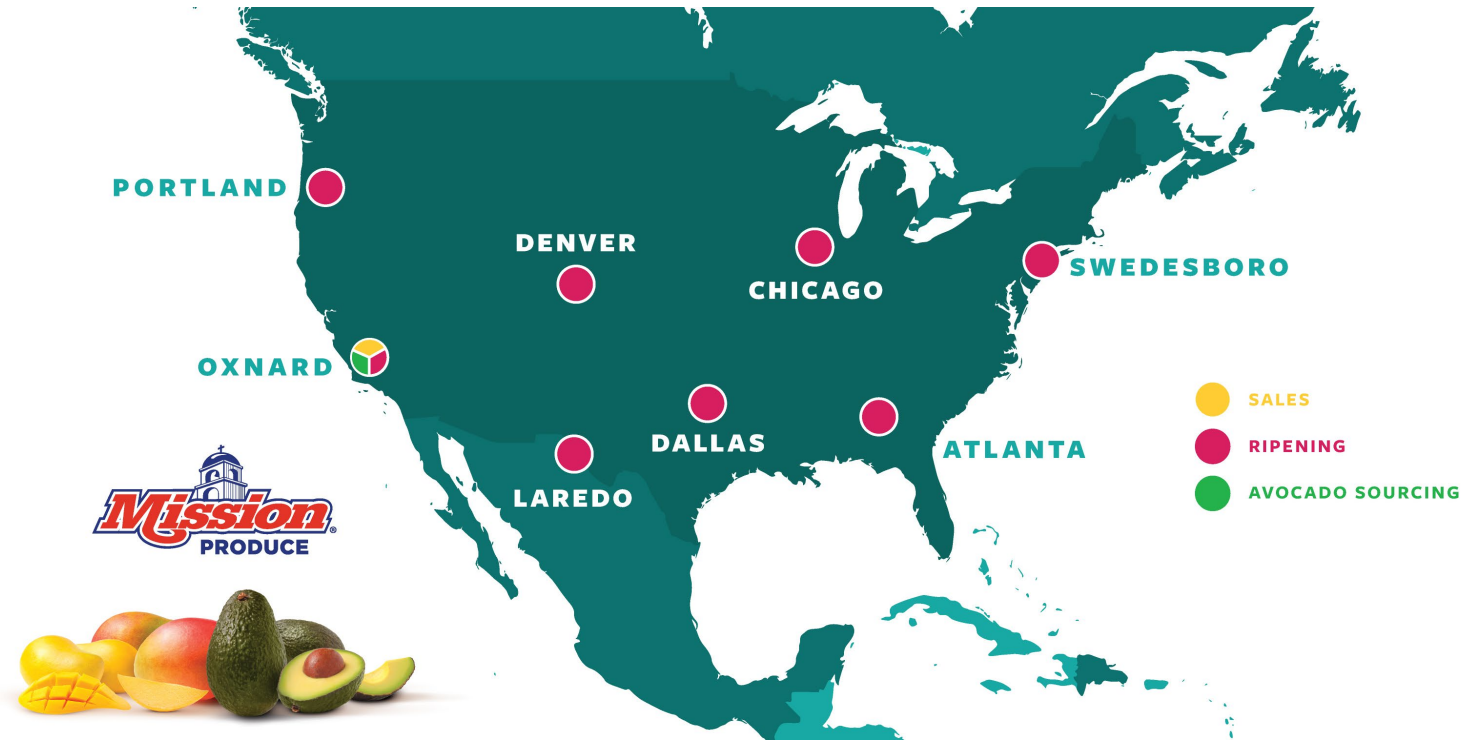 PORTLAND
DENVER
CHICAGO
SWEDESBORO
OXNARD
DALLAS
ATLANTA
LAREDO
SALES
RIPENING
AVOCADO SOURCING
Mission®
PRODUCE